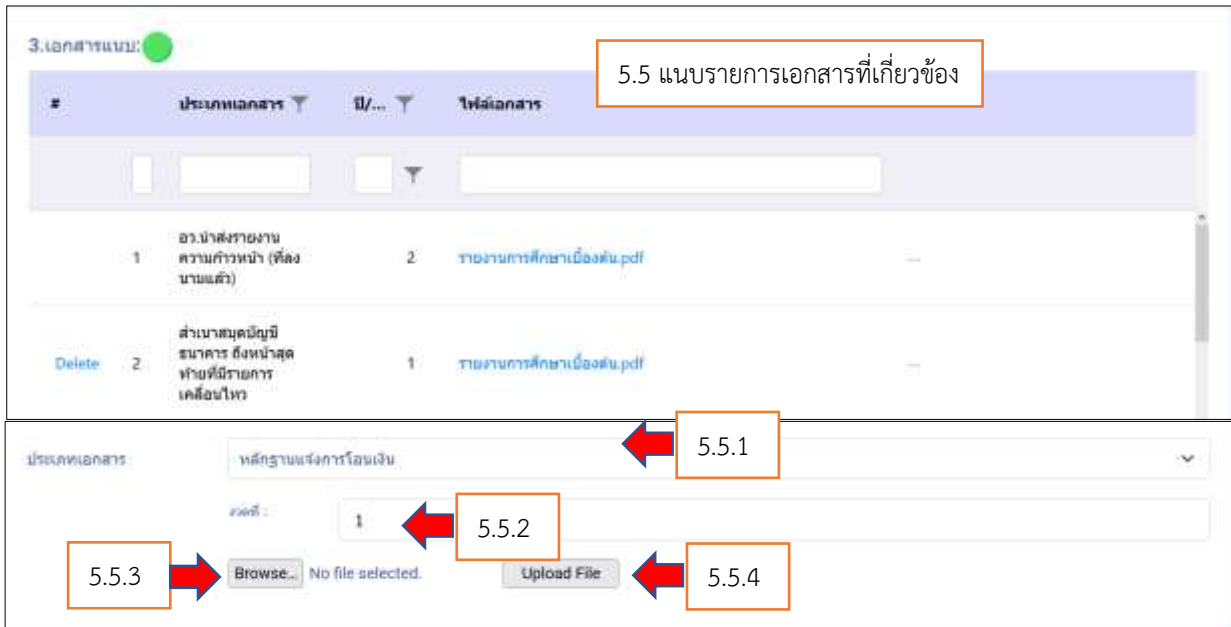 3.เอกสารแนบ:
5.5 แนบรายการเอกสารที่เกี่ยวข้อง
# ประเภทเอกสาร ปี/... ไฟล์เอกสาร
อว.นำส่งรายงาน
ความก้าวหน้า (ที่ลง
นามแล้ว)
1 2 รายงานการศึกษาเบื้องต้น.pdf ...
สำเนาสมุดบัญชี
ธนาคาร ถึงหน้าสุด
ท้ายที่มีรายการ
เคลื่อนไหว
Delete 2 1 รายงานการศึกษาเบื้องต้น.pdf ...
ประเภทเอกสาร หลักฐานแจ้งการโอนเงิน 5.5.1
งวดที่ : 1 5.5.2
5.5.3 Browse... No file selected. Upload File 5.5.4